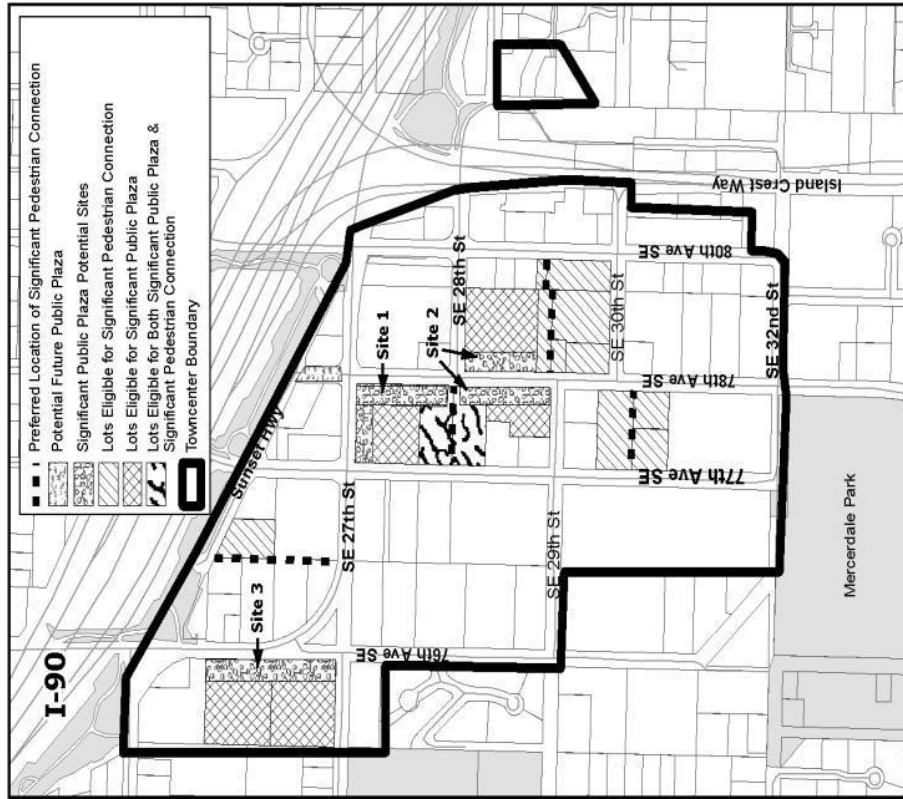 Preferred Location of Significant Pedestrian Connection
Potential Future Public Plaza
Significant Public Plaza Potential Sites
Lots Eligible for Significant Pedestrian Connection
Lots Eligible for Significant Public Plaza
Lots Eligible for Both Significant Public Plaza &
Significant Pedestrian Connection
Towncenter Boundary
I-90
Sunset Hwy
SE 27th St
Site 3
Site 1
SE 28th St
Site 2
76th Ave SE
SE 29th St
77th Ave SE
78th Ave SE
SE 30th St
80th Ave SE
Island Crest Way
SE 32nd St
Mercerdale Park